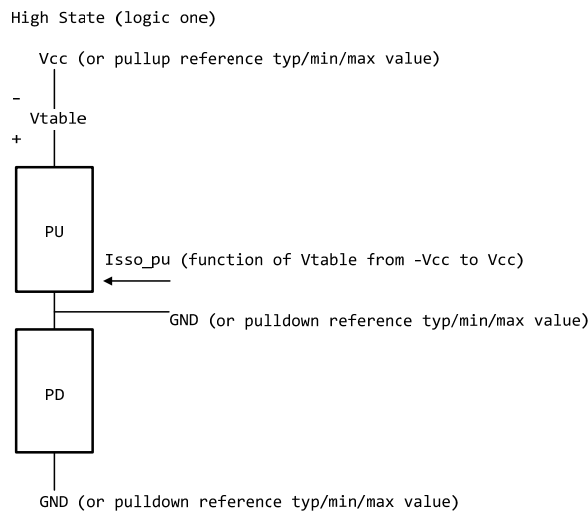 High State (logic one)
Vcc (or pullup reference typ/min/max value)
-
Vtable
+
PU
Isso_pu (function of Vtable from -Vcc to Vcc)
GND (or pulldown reference typ/min/max value)
PD
GND (or pulldown reference typ/min/max value)